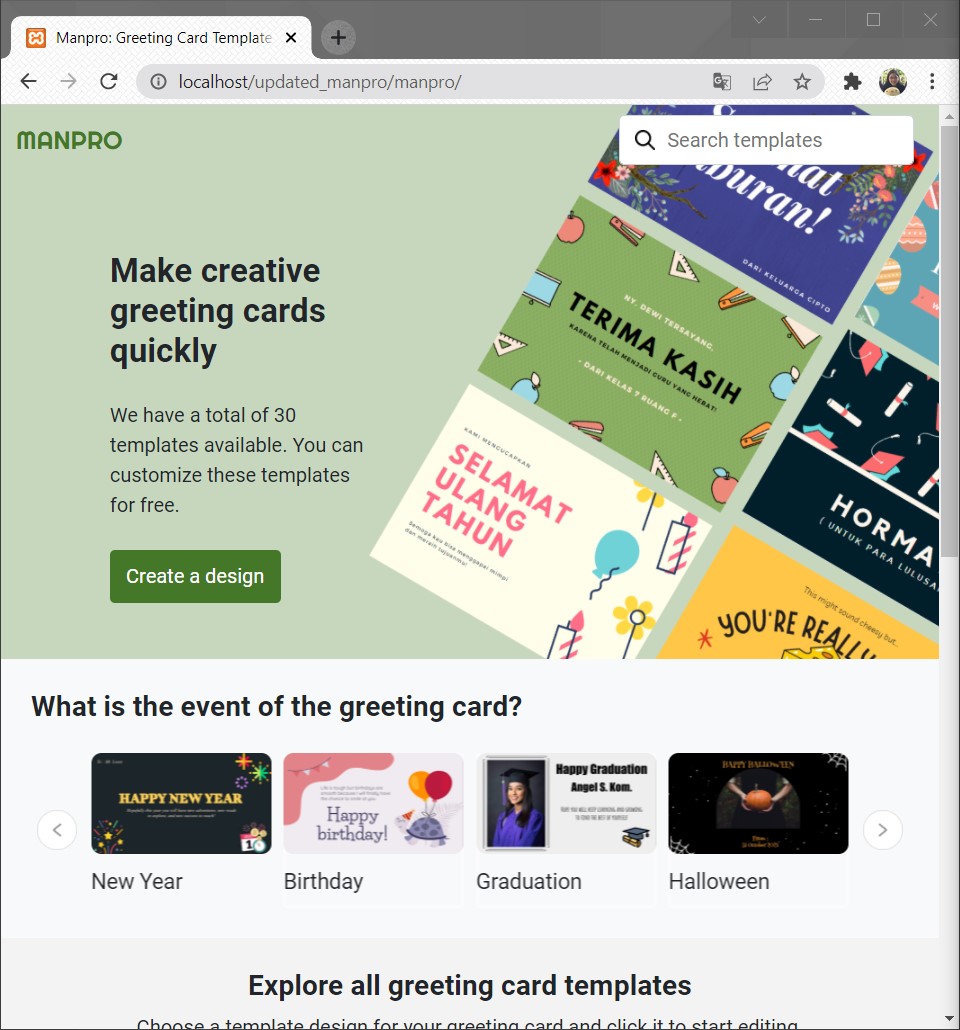 Manpro: Greeting Card Template
localhost/updated_manpro/manpro/
MANPRO
Search templates
Make creative
greeting cards
quickly
We have a total of 30
templates available. You can
customize these templates
for free.
Create a design
buran!
DARI KELUARGA CIPTO
NY. DEWI TERSAYANG,
TERIMA KASIH
KARENA TELAH MENJADI GURU YANG HEBAT!
- DARI KELAS 7 RUANG F -
KAMI MENGUCAPKAN
SELAMAT
ULANG
TAHUN
Semoga kau bisa menggapai mimpi
dan meraih tujuanmu!
HORMA
( UNTUK PARA LULUSA
This might sound cheesy but..
YOU'RE REALLY
What is the event of the greeting card?
HAPPY NEW YEAR
Happy
birthday!
Happy Graduation
Angel S. Kom.
HAPPY HALLOWEEN
New Year
Birthday
Graduation
Halloween
Explore all greeting card templates
Choose a template design for your greeting card and click it to start editing